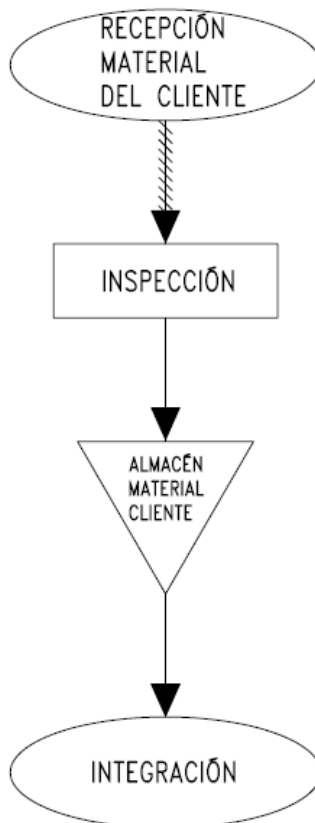 RECEPCIÓN
MATERIAL
DEL CLIENTE
INSPECCIÓN
ALMACÉN
MATERIAL
CLIENTE
INTEGRACIÓN